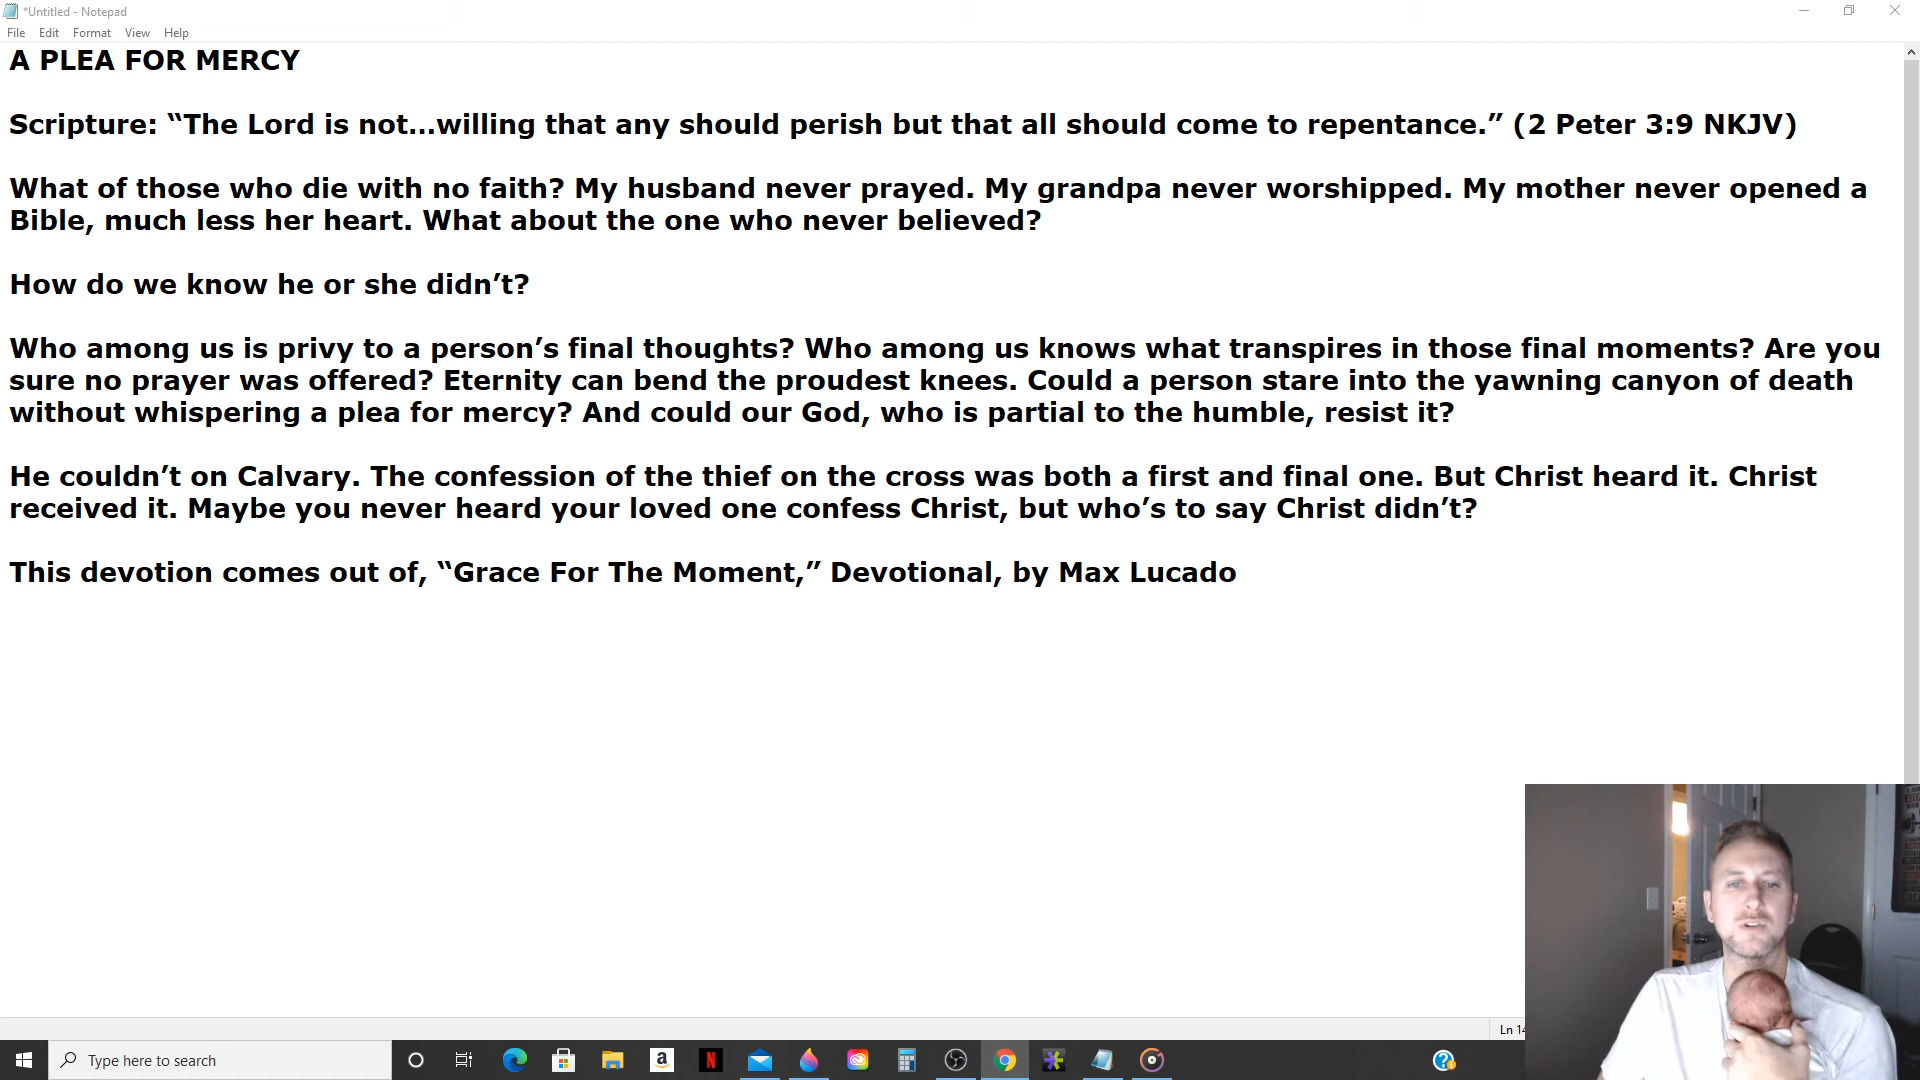 *Untitled - Notepad
File Edit Format View Help
A PLEA FOR MERCY
Scripture: “The Lord is not...willing that any should perish but that all should come to repentance.” (2 Peter 3:9 NKJV)
What of those who die with no faith? My husband never prayed. My grandpa never worshipped. My mother never opened a
Bible, much less her heart. What about the one who never believed?
How do we know he or she didn’t?
Who among us is privy to a person’s final thoughts? Who among us knows what transpires in those final moments? Are you
sure no prayer was offered? Eternity can bend the proudest knees. Could a person stare into the yawning canyon of death
without whispering a plea for mercy? And could our God, who is partial to the humble, resist it?
He couldn’t on Calvary. The confession of the thief on the cross was both a first and final one. But Christ heard it. Christ
received it. Maybe you never heard your loved one confess Christ, but who’s to say Christ didn’t?
This devotion comes out of, “Grace For The Moment,” Devotional, by Max Lucado
Ln 14
Type here to search